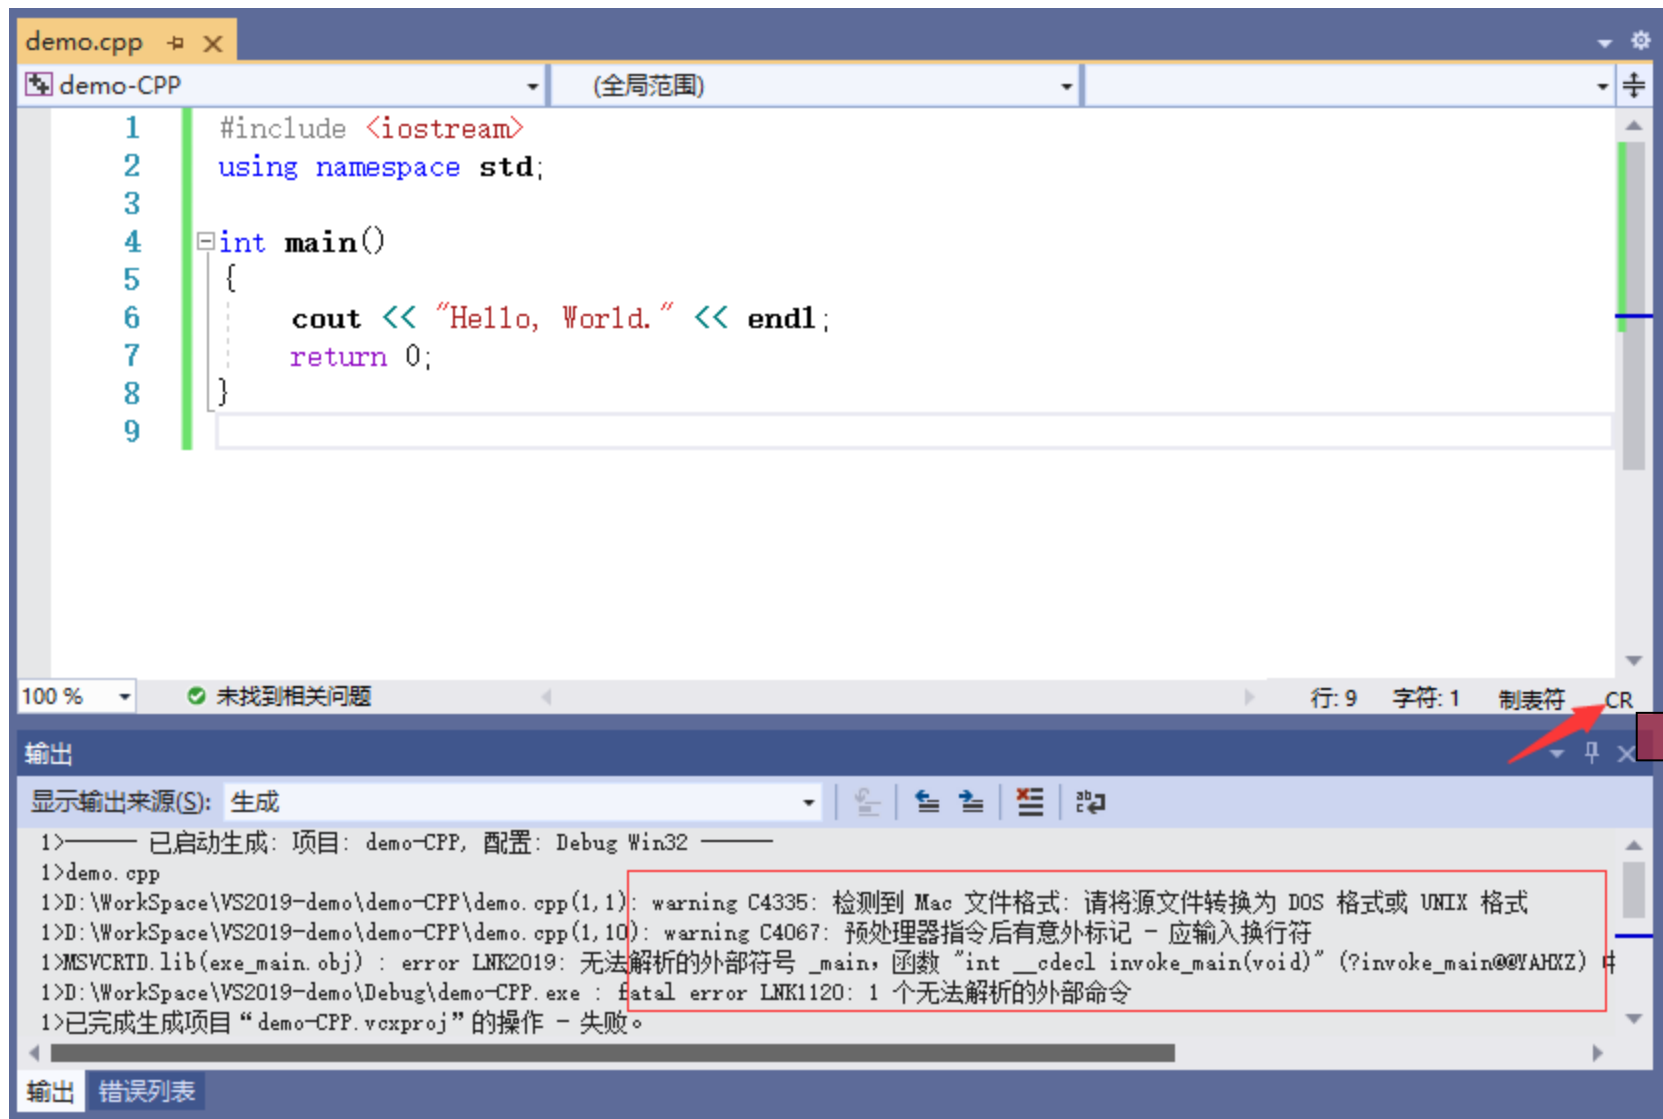 demo.cpp
demo-CPP (全局范围)
1 #include <iostream>
2 using namespace std;
3
4 int main()
5 {
6 cout << "Hello, World." << endl;
7 return 0;
8 }
9
100 % 未找到相关问题 行: 9 字符: 1 制表符 CR
输出
显示输出来源(S): 生成
1>------ 已启动生成: 项目: demo-CPP, 配置: Debug Win32 ------
1>demo.cpp
1>D:\WorkSpace\VS2019-demo\demo-CPP\demo.cpp(1,1): warning C4335: 检测到 Mac 文件格式: 请将源文件转换为 DOS 格式或 UNIX 格式
1>D:\WorkSpace\VS2019-demo\demo-CPP\demo.cpp(1,10): warning C4067: 预处理器指令后有意外标记 - 应输入换行符
1>MSVCRTD.lib(exe_main.obj) : error LNK2019: 无法解析的外部符号 _main，函数 "int __cdecl invoke_main(void)" (?invoke_main@@YAHXZ)
1>D:\WorkSpace\VS2019-demo\Debug\demo-CPP.exe : fatal error LNK1120: 1 个无法解析的外部命令
1>已完成生成项目“demo-CPP.vcxproj”的操作 - 失败。
输出 错误列表